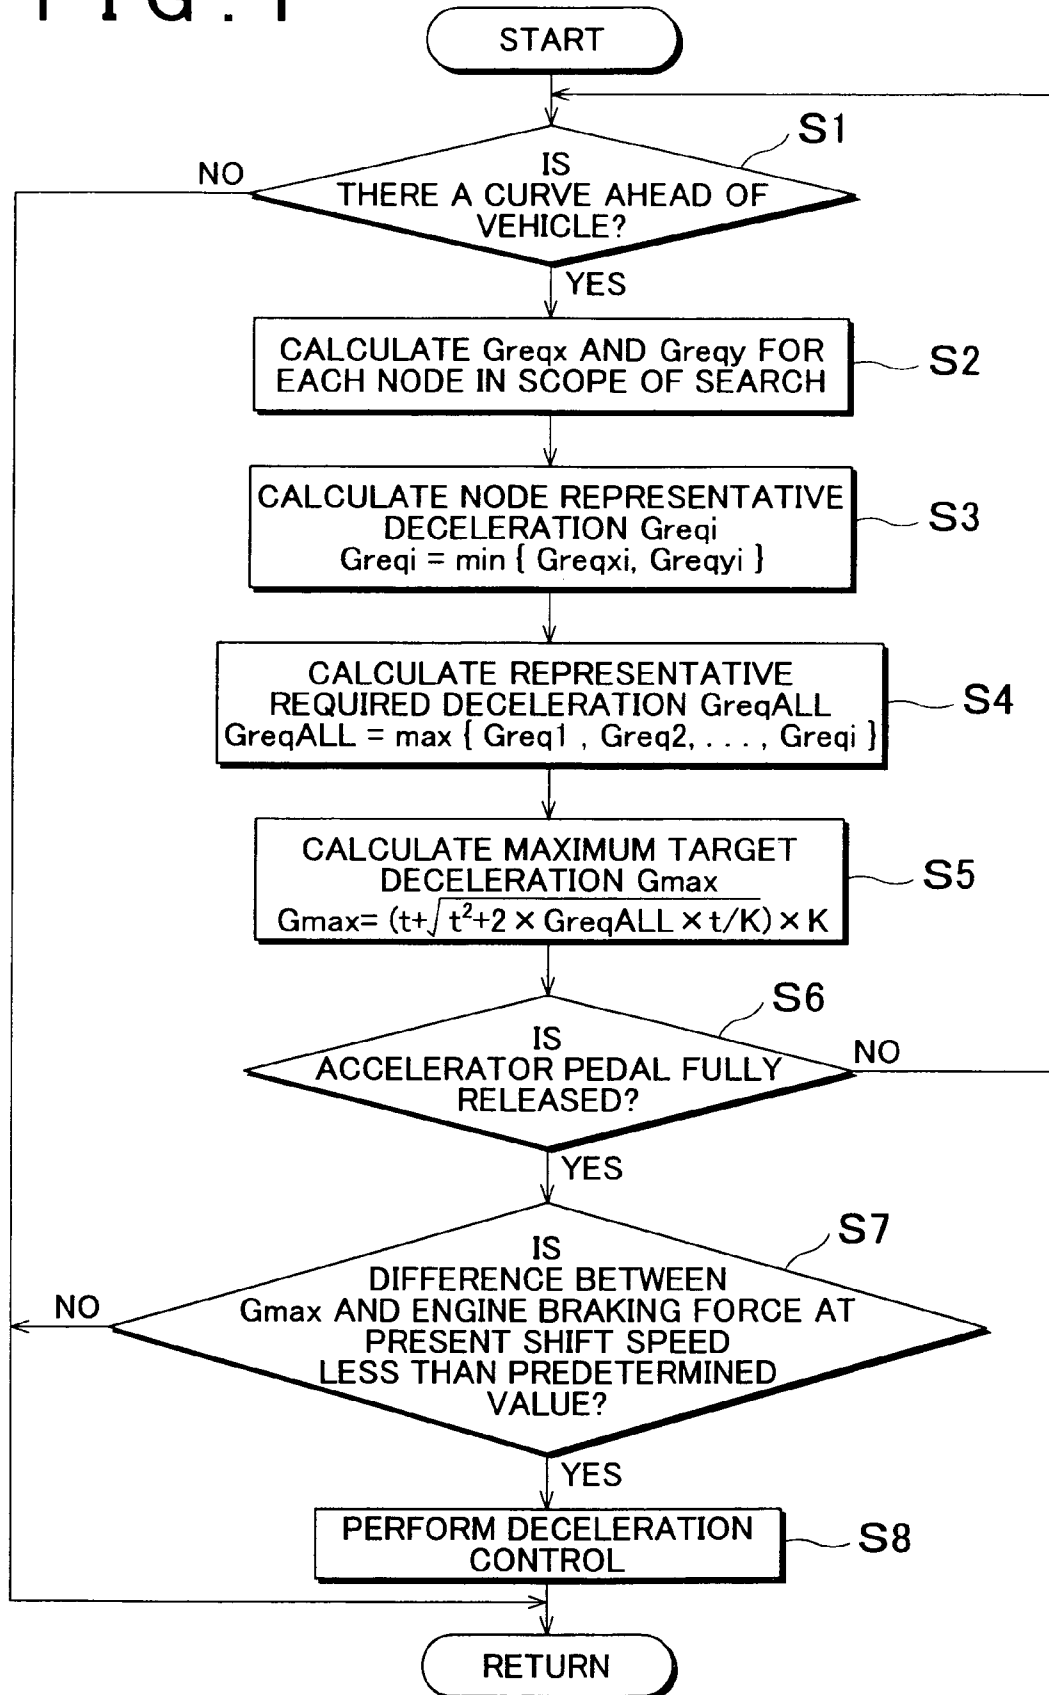 FIG.1
START
S1
NO
IS
THERE A CURVE AHEAD OF
VEHICLE?
YES
CALCULATE Greqx AND Greqy FOR
EACH NODE IN SCOPE OF SEARCH
S2
CALCULATE NODE REPRESENTATIVE
DECELERATION Greqi
Greqi = min { Greqxi, Greqyi }
S3
CALCULATE REPRESENTATIVE
REQUIRED DECELERATION GreqALL
GreqALL = max { Greq1 , Greq2, . . . , Greqi }
S4
CALCULATE MAXIMUM TARGET
DECELERATION Gmax
Gmax= (t+√t²+2 × GreqALL × t/K) × K
S5
S6
IS
ACCELERATOR PEDAL FULLY
RELEASED?
NO
YES
S7
IS
DIFFERENCE BETWEEN
Gmax AND ENGINE BRAKING FORCE AT
PRESENT SHIFT SPEED
LESS THAN PREDETERMINED
VALUE?
NO
YES
PERFORM DECELERATION
CONTROL
S8
RETURN